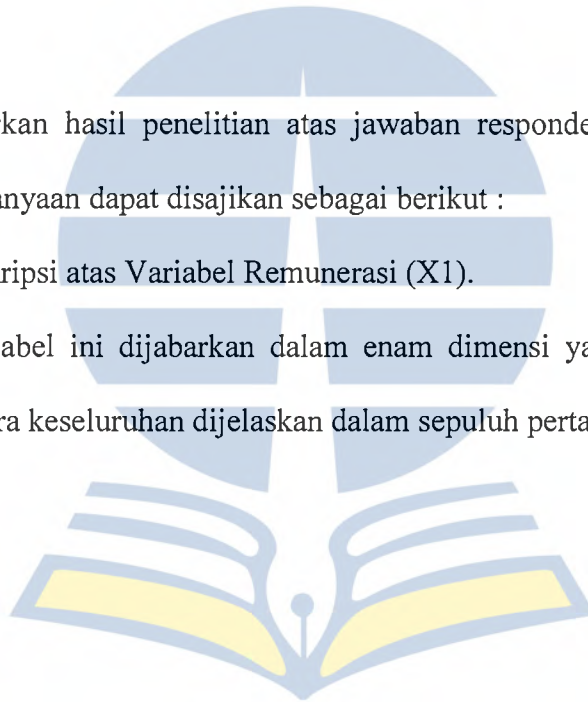 rkan hasil penelitian atas jawaban responde
anyaan dapat disajikan sebagai berikut :
ripsi atas Variabel Remunerasi (X1).
abel ini dijabarkan dalam enam dimensi ya
ra keseluruhan dijelaskan dalam sepuluh perta